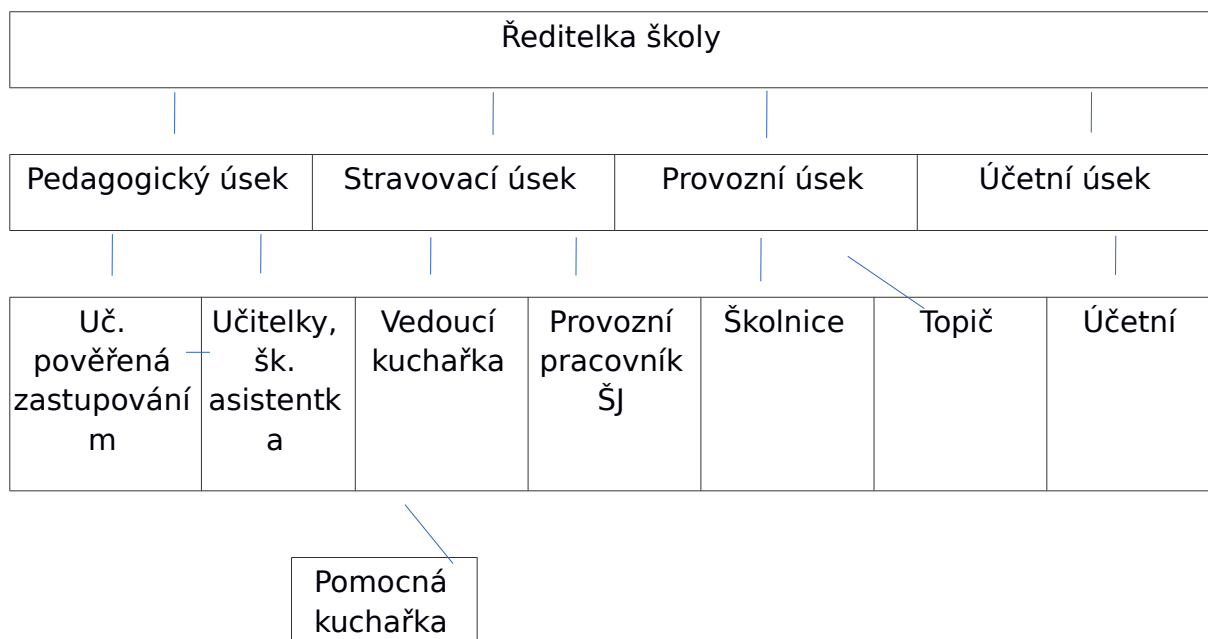 Ředitelka školy
Pedagogický úsek
Stravovací úsek
Provozní úsek
Účetní úsek
Uč.
pověřená
zastupování
m
Učitelky,
šk.
asistentk
a
Vedoucí
kuchařka
Provozní
pracovník
ŠJ
Školnice
Topič
Účetní
Pomocná
kuchařka